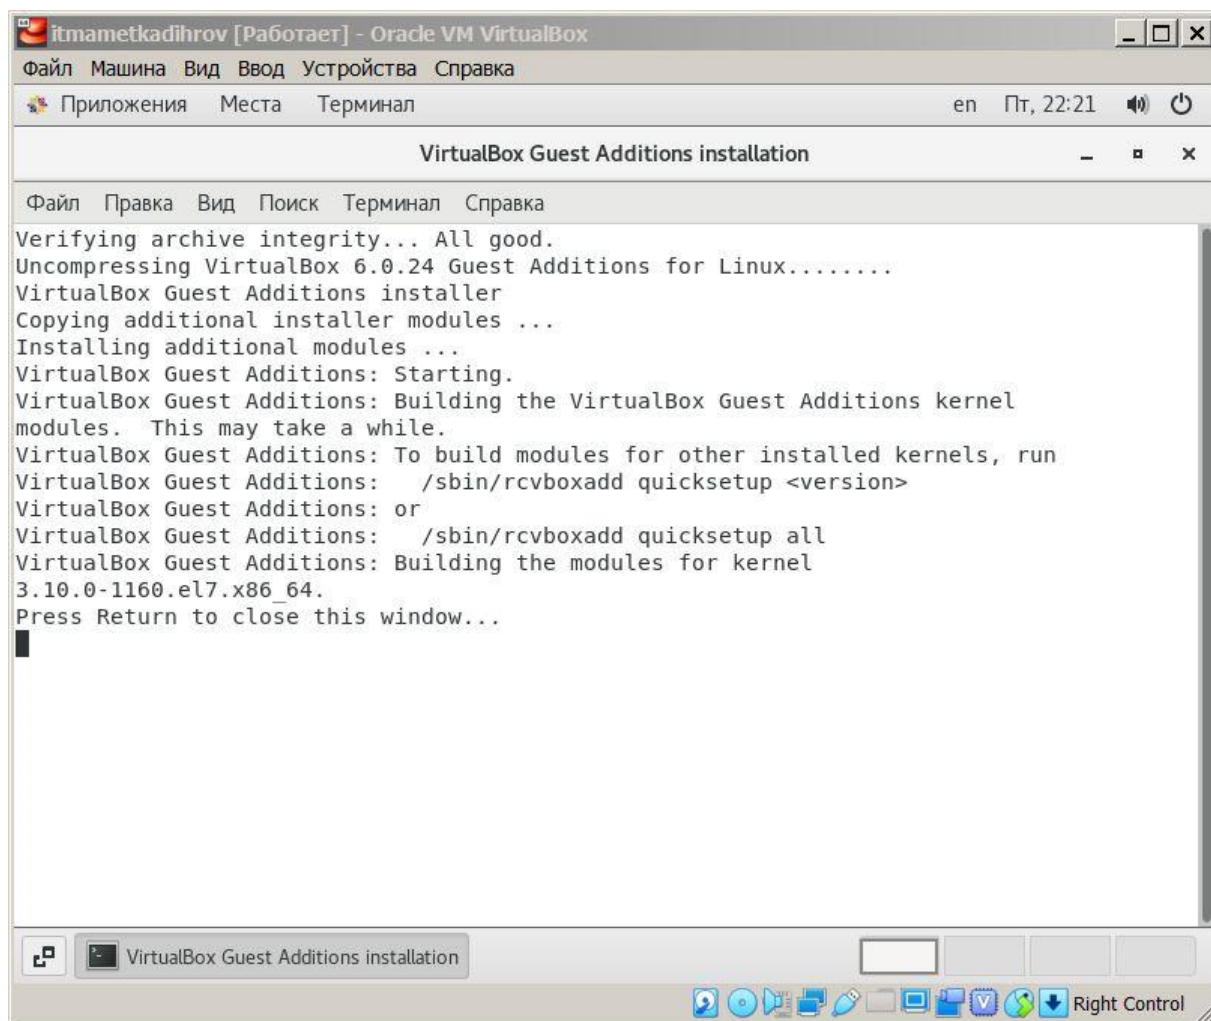 itmametkadihrov [Работает] - Oracle VM VirtualBox
Файл Машина Вид Ввод Устройства Справка
Приложения Места Терминал en Пт, 22:21
VirtualBox Guest Additions installation
Файл Правка Вид Поиск Терминал Справка
Verifying archive integrity... All good.
Uncompressing VirtualBox 6.0.24 Guest Additions for Linux........
VirtualBox Guest Additions installer
Copying additional installer modules ...
Installing additional modules ...
VirtualBox Guest Additions: Starting.
VirtualBox Guest Additions: Building the VirtualBox Guest Additions kernel
modules.  This may take a while.
VirtualBox Guest Additions: To build modules for other installed kernels, run
VirtualBox Guest Additions:   /sbin/rcvboxadd quicksetup <version>
VirtualBox Guest Additions: or
VirtualBox Guest Additions:   /sbin/rcvboxadd quicksetup all
VirtualBox Guest Additions: Building the modules for kernel
3.10.0-1160.el7.x86_64.
Press Return to close this window...
VirtualBox Guest Additions installation
Right Control